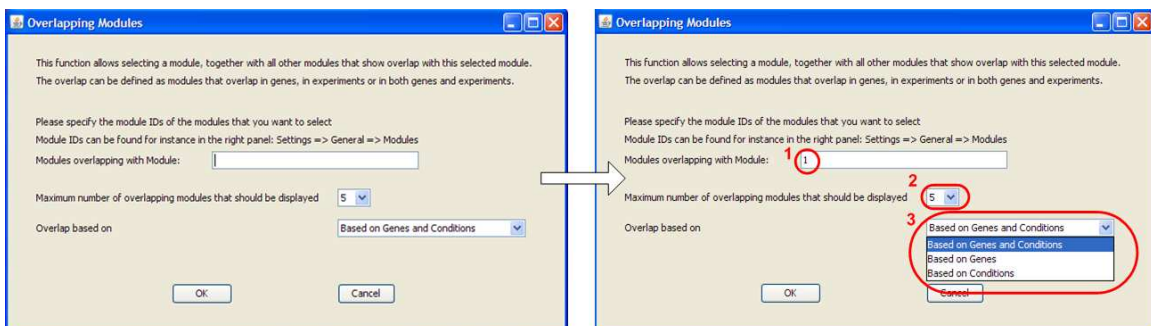 Overlapping Modules
This function allows selecting a module, together with all other modules that show overlap with this selected module.
The overlap can be defined as modules that overlap in genes, in experiments or in both genes and experiments.
Please specify the module IDs of the modules that you want to select
Module IDs can be found for instance in the right panel: Settings => General => Modules
Modules overlapping with Module:
Maximum number of overlapping modules that should be displayed 5
Overlap based on Based on Genes and Conditions
OK Cancel
Overlapping Modules
This function allows selecting a module, together with all other modules that show overlap with this selected module.
The overlap can be defined as modules that overlap in genes, in experiments or in both genes and experiments.
Please specify the module IDs of the modules that you want to select
Module IDs can be found for instance in the right panel: Settings => General => Modules
Modules overlapping with Module: 1 1
2
Maximum number of overlapping modules that should be displayed 5
Overlap based on 3 Based on Genes and Conditions
Based on Genes and Conditions
Based on Genes
Based on Conditions
OK Cancel